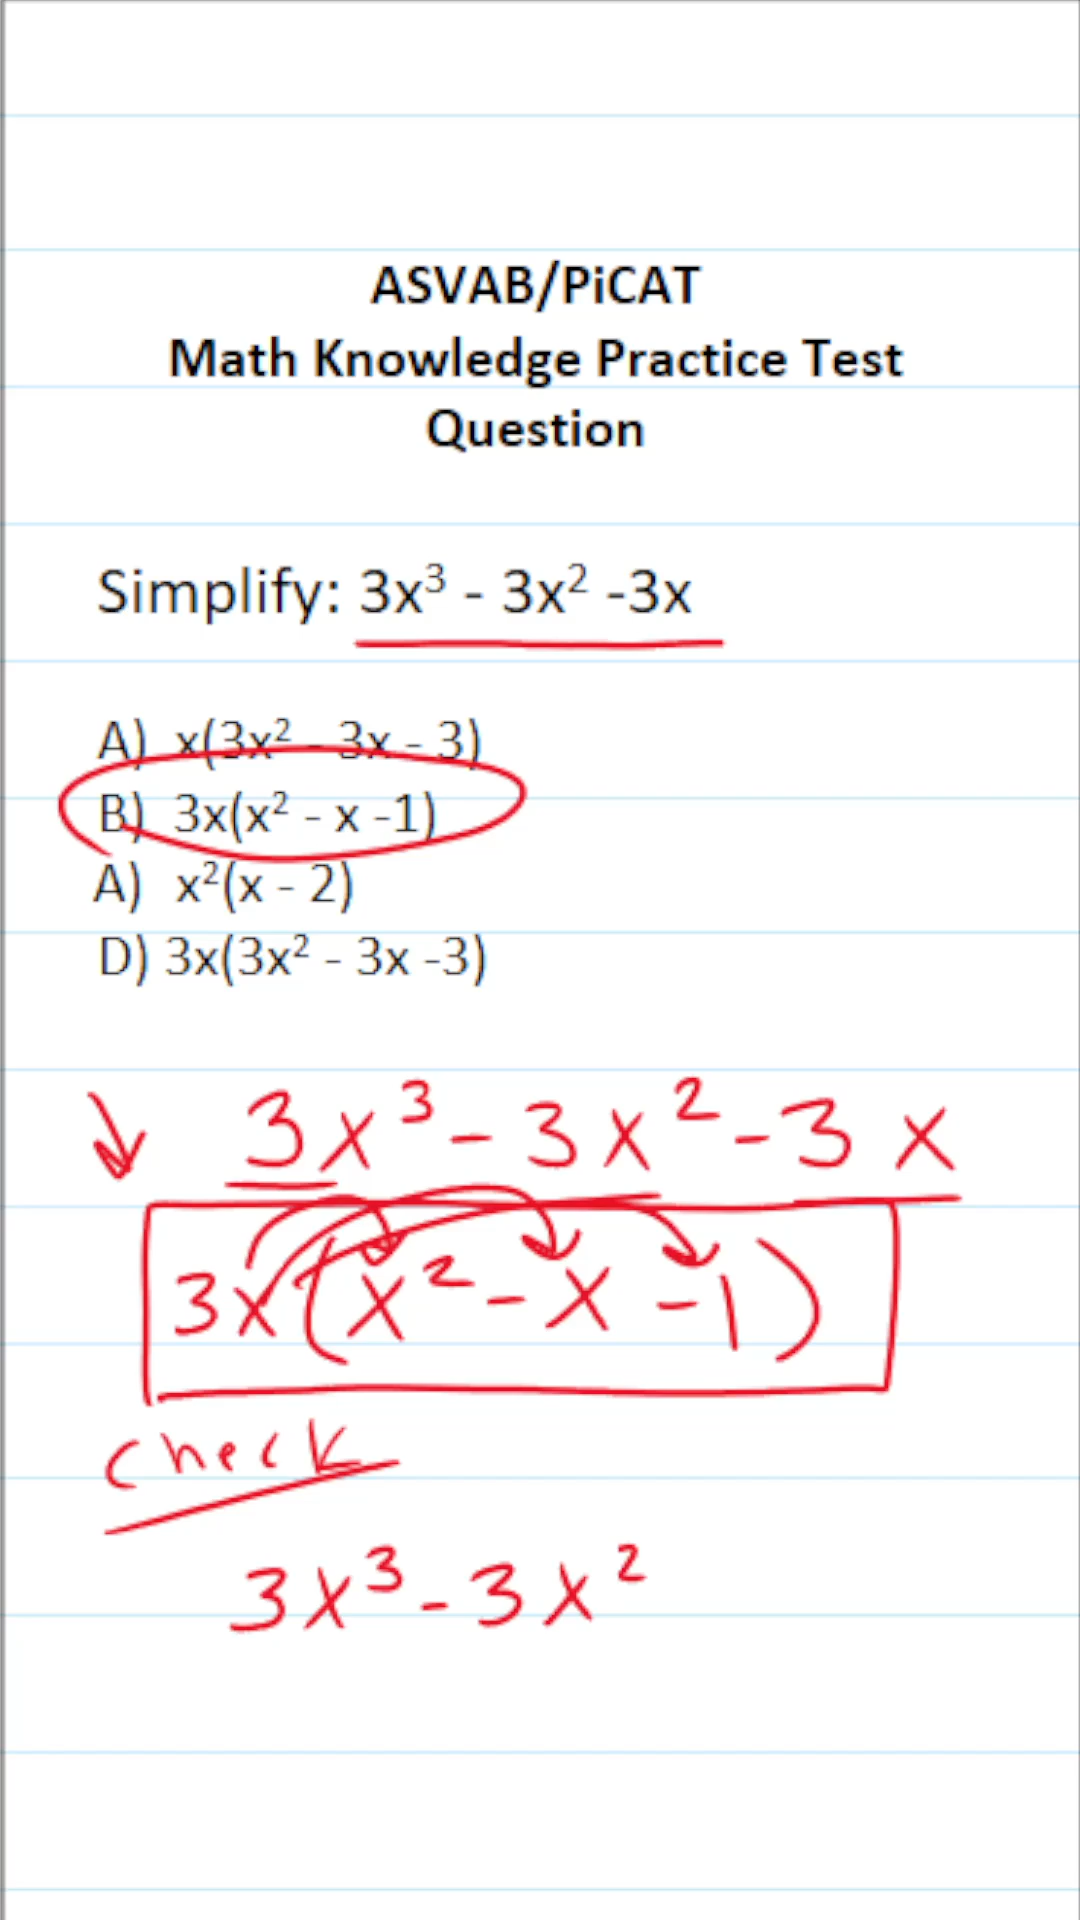 ASVAB/PiCAT
Math Knowledge Practice Test
Question
Simplify: 3x³ - 3x² -3x
A) x(3x² - 3x - 3)
B) 3x(x² - x -1)
A) x²(x - 2)
D) 3x(3x² - 3x -3)
3x³ - 3x² - 3x
3x(x² - x - 1)
check
3x³ - 3x²